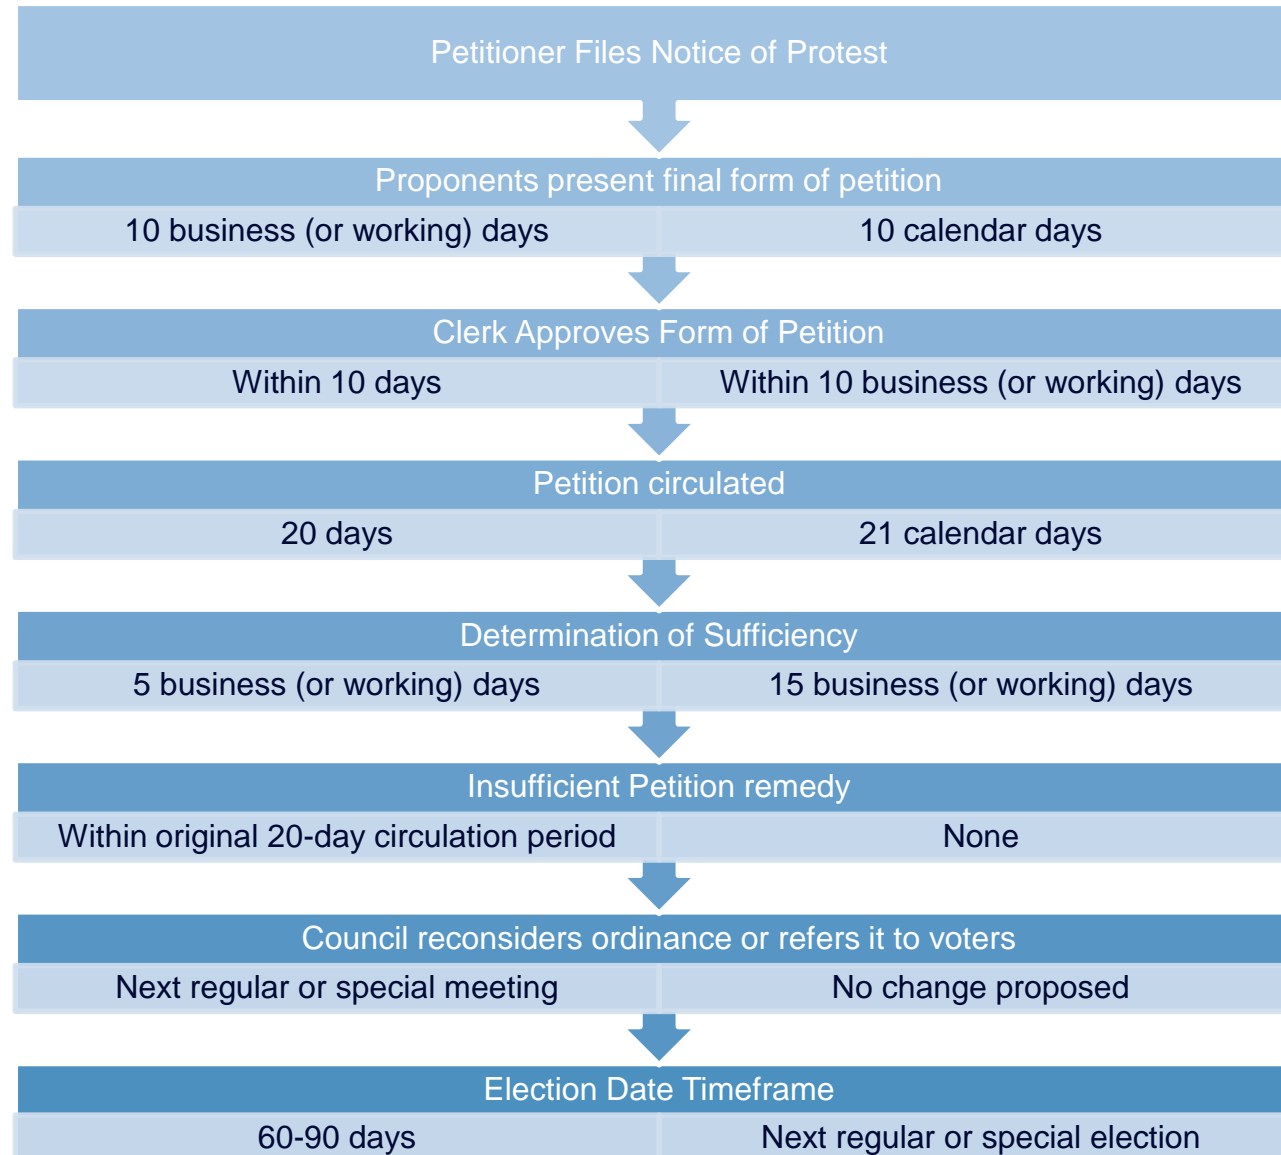 Petitioner Files Notice of Protest
Proponents present final form of petition
10 business (or working) days
10 calendar days
Clerk Approves Form of Petition
Within 10 days
Within 10 business (or working) days
Petition circulated
20 days
21 calendar days
Determination of Sufficiency
5 business (or working) days
15 business (or working) days
Insufficient Petition remedy
Within original 20-day circulation period
None
Council reconsiders ordinance or refers it to voters
Next regular or special meeting
No change proposed
Election Date Timeframe
60-90 days
Next regular or special election